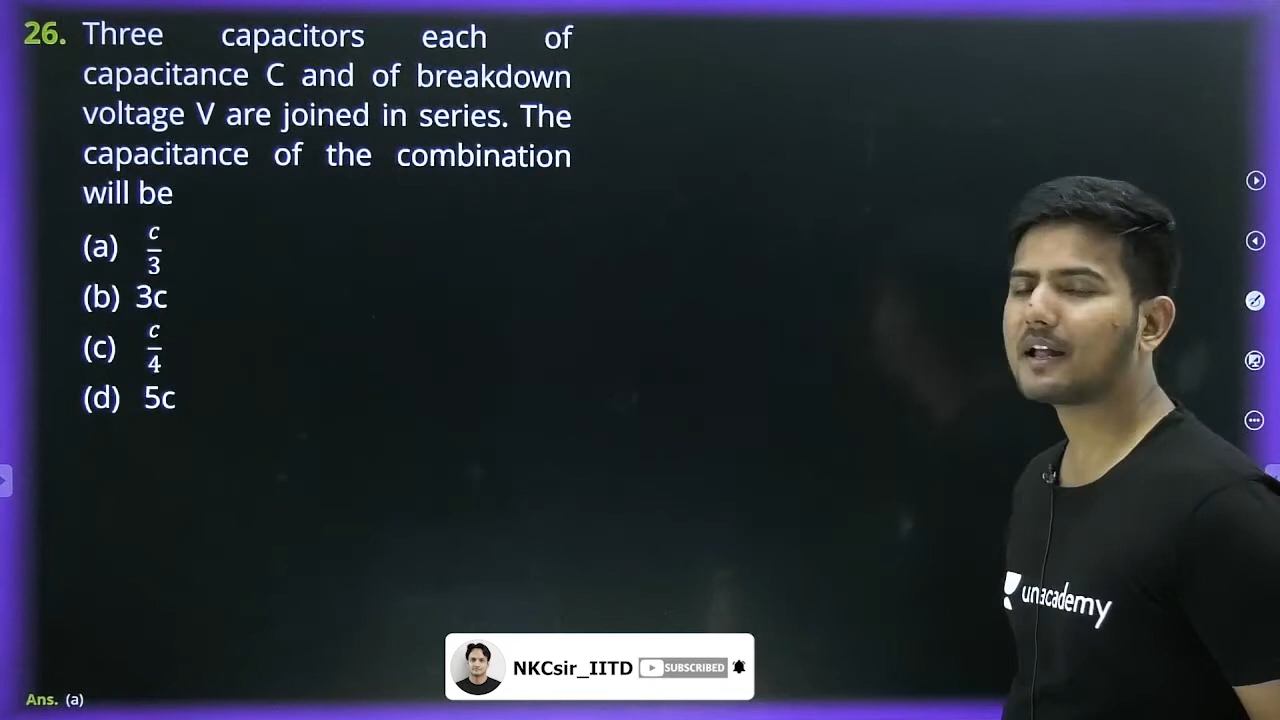 26. Three capacitors each of
capacitance C and of breakdown
voltage V are joined in series. The
capacitance of the combination
will be
(a) c/3
(b) 3c
(c) c/4
(d) 5c
unacademy
NKCsir_IITD SUBSCRIBED
Ans. (a)